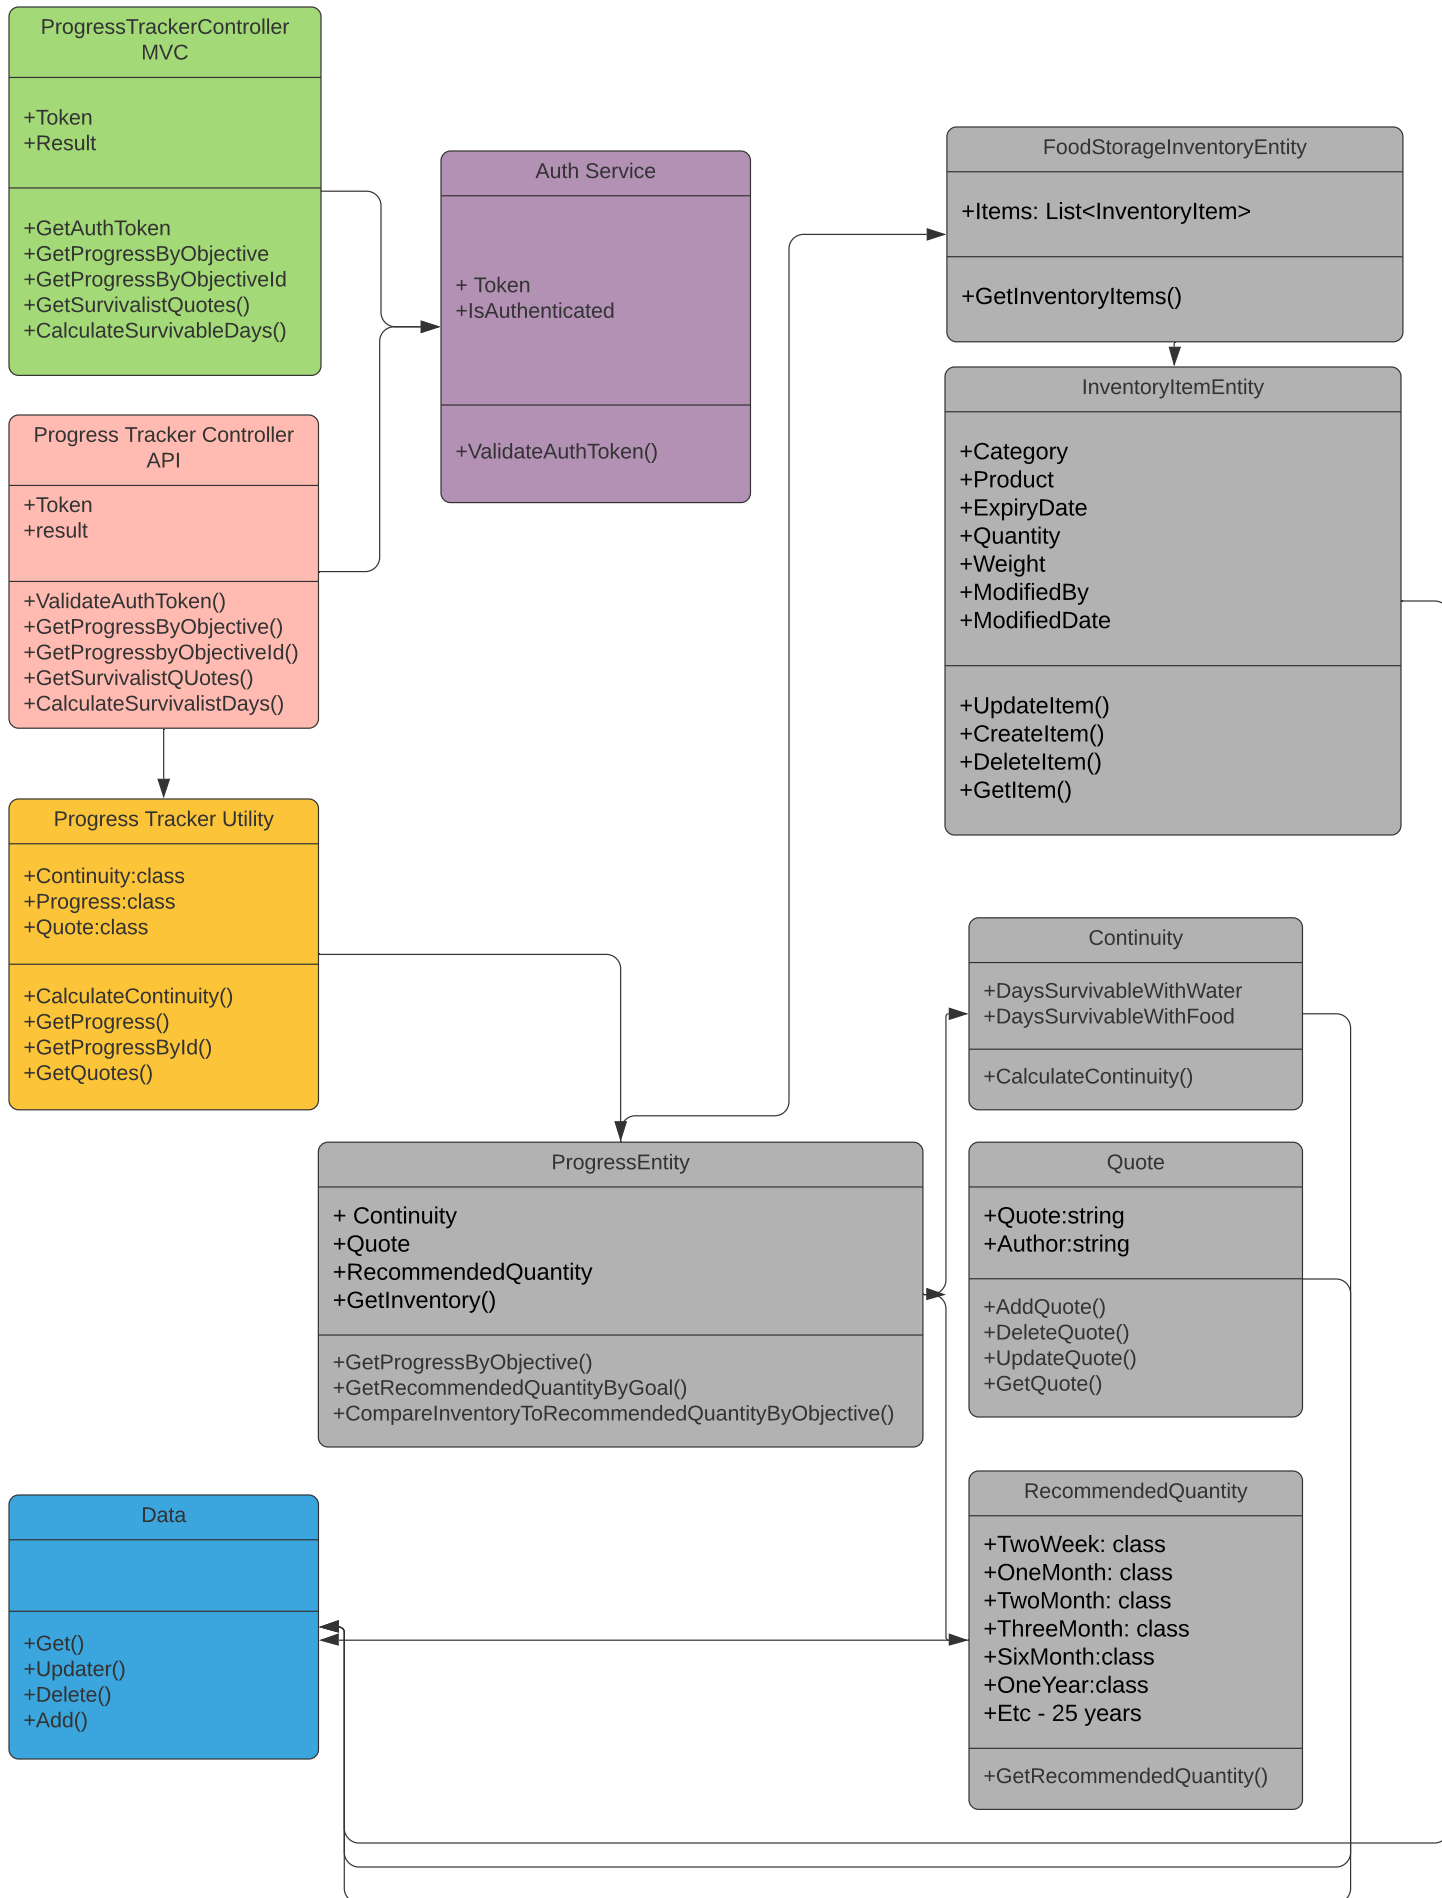 ProgressTrackerController
MVC
+Token
+Result
+GetAuthToken
+GetProgressByObjective
+GetProgressByObjectiveId
+GetSurvivalistQuotes()
+CalculateSurvivableDays()
Progress Tracker Controller
API
+Token
+result
+ValidateAuthToken()
+GetProgressByObjective()
+GetProgressbyObjectiveId()
+GetSurvivalistQUotes()
+CalculateSurvivalistDays()
Progress Tracker Utility
+Continuity:class
+Progress:class
+Quote:class
+CalculateContinuity()
+GetProgress()
+GetProgressById()
+GetQuotes()
Auth Service
+ Token
+IsAuthenticated
+ValidateAuthToken()
FoodStorageInventoryEntity
+Items: List<InventoryItem>
+GetInventoryItems()
InventoryItemEntity
+Category
+Product
+ExpiryDate
+Quantity
+Weight
+ModifiedBy
+ModifiedDate
+UpdateItem()
+CreateItem()
+DeleteItem()
+GetItem()
ProgressEntity
+ Continuity
+Quote
+RecommendedQuantity
+GetInventory()
+GetProgressByObjective()
+GetRecommendedQuantityByGoal()
+CompareInventoryToRecommendedQuantityByObjective()
Continuity
+DaysSurvivableWithWater
+DaysSurvivableWithFood
+CalculateContinuity()
Quote
+Quote:string
+Author:string
+AddQuote()
+DeleteQuote()
+UpdateQuote()
+GetQuote()
RecommendedQuantity
+TwoWeek: class
+OneMonth: class
+TwoMonth: class
+ThreeMonth: class
+SixMonth:class
+OneYear:class
+Etc - 25 years
+GetRecommendedQuantity()
Data
+Get()
+Updater()
+Delete()
+Add()